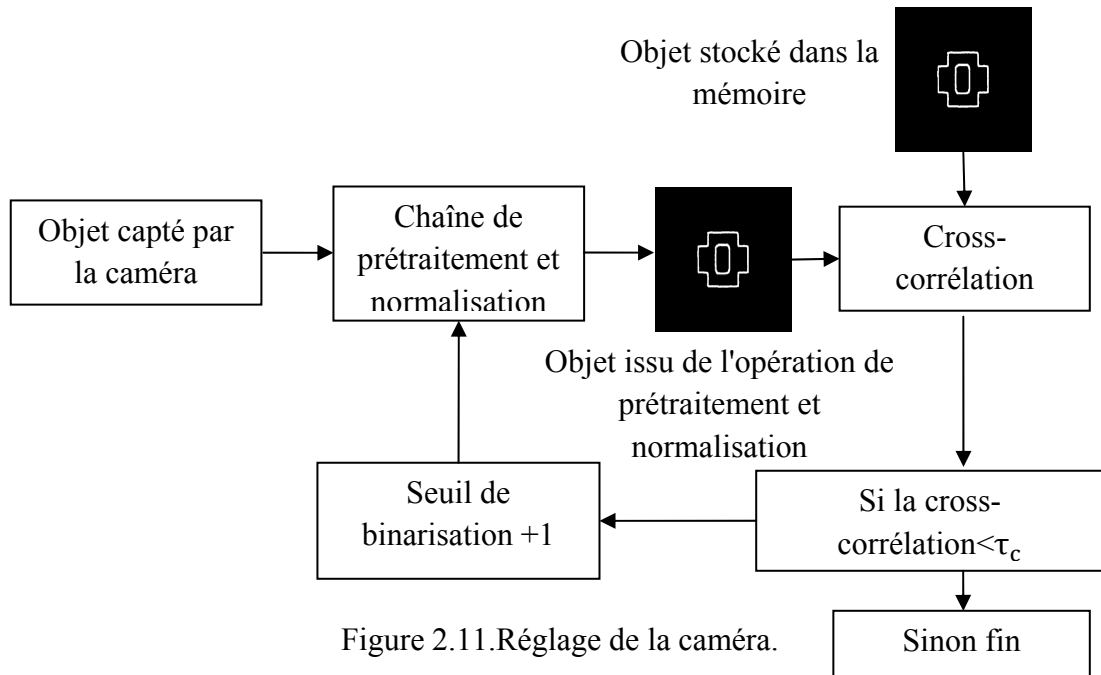 Objet stocké dans la
mémoire
Objet capté par
la caméra
Chaîne de
prétraitement et
normalisation
Cross-
corrélation
Objet issu de l'opération de
prétraitement et
normalisation
Seuil de
binarisation +1
Si la cross-
corrélation<τc
Sinon fin
Figure 2.11.Réglage de la caméra.